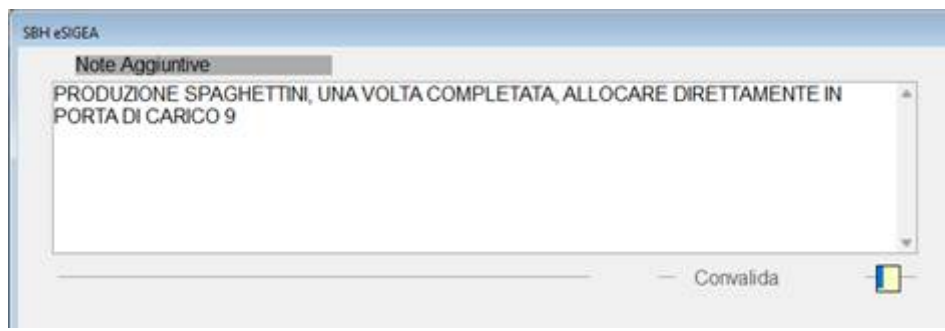 SBH eSIGEA
Note Aggiuntive
PRODUZIONE SPAGHETTINI, UNA VOLTA COMPLETATA, ALLOCARE DIRETTAMENTE IN
PORTA DI CARICO 9
Convalida